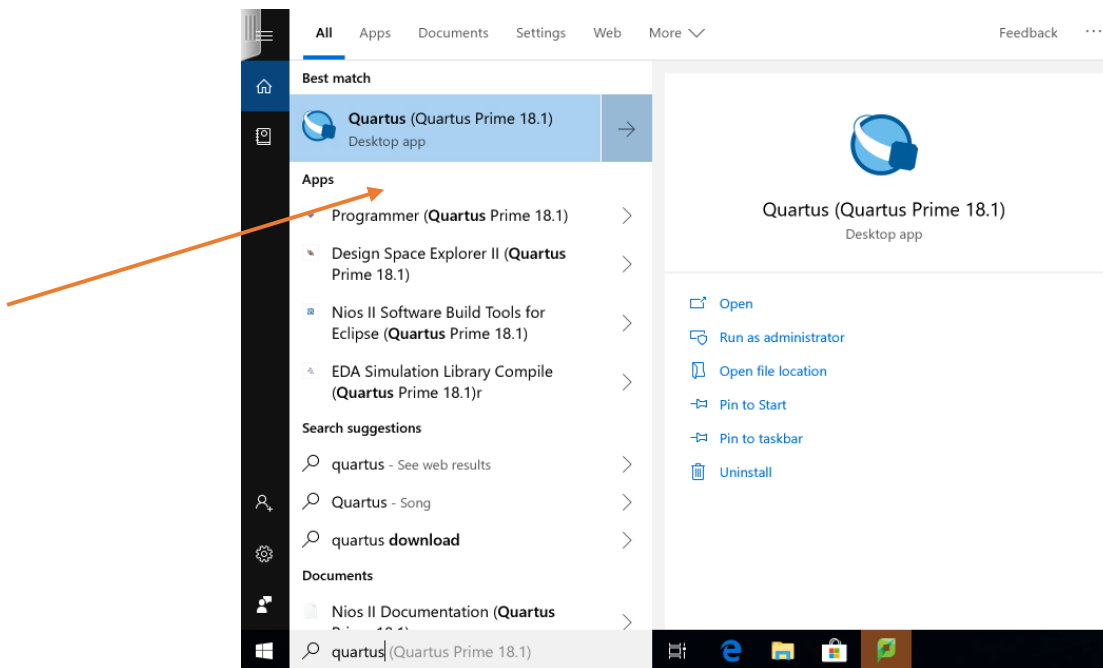 All Apps Documents Settings Web More Feedback ...
Best match
Quartus (Quartus Prime 18.1)
Desktop app
Apps
Programmer (Quartus Prime 18.1)
Design Space Explorer II (Quartus
Prime 18.1)
Nios II Software Build Tools for
Eclipse (Quartus Prime 18.1)
EDA Simulation Library Compile
(Quartus Prime 18.1)r
Search suggestions
quartus - See web results
Quartus - Song
quartus download
Documents
Nios II Documentation (Quartus
quartus (Quartus Prime 18.1)
Quartus (Quartus Prime 18.1)
Desktop app
Open
Run as administrator
Open file location
Pin to Start
Pin to taskbar
Uninstall